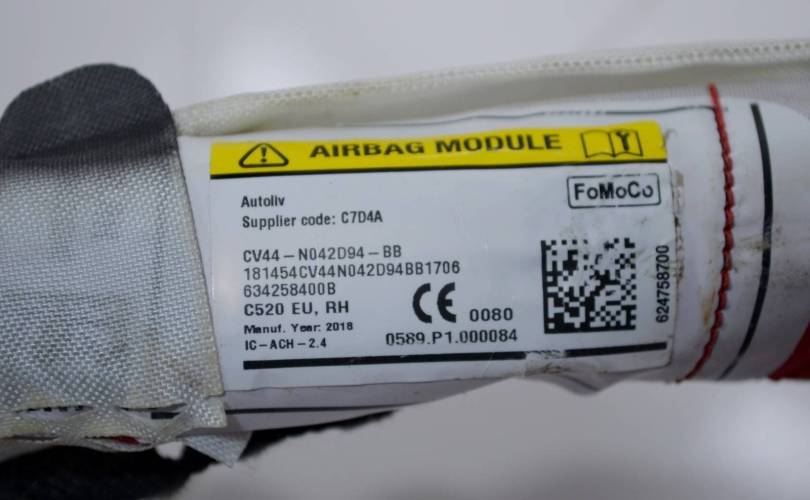 AIRBAG MODULE
Autoliv
Supplier code: C7D4A
FoMoCo
CV44-N042D94-BB
181454CV44N042D94BB1706
634258400B
C520 EU, RH
Manuf. Year: 2018
IC-ACH-2.4
CE 0080
0589.P1.000084
624758700